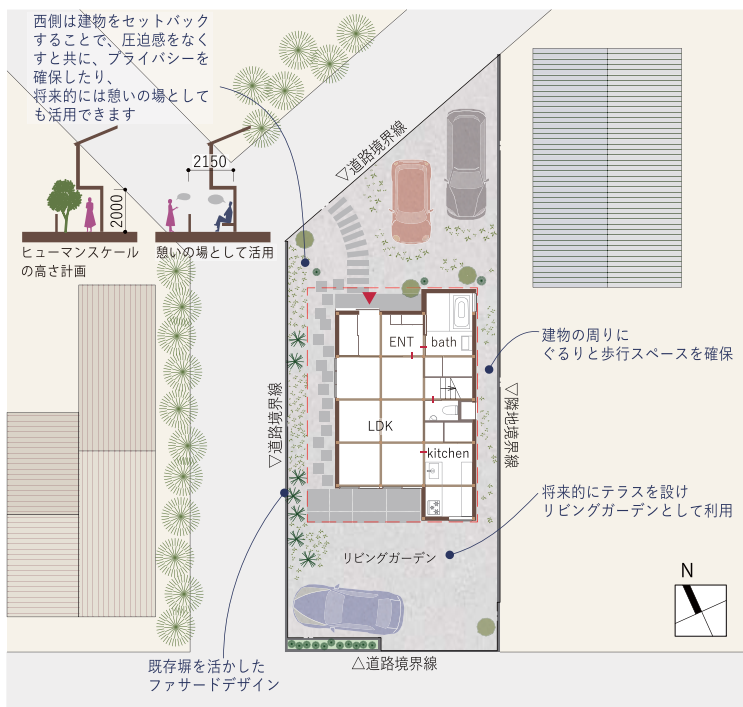 西側は建物をセットバック
することで、圧迫感をなく
すと共に、プライバシーを
確保したり、
将来的には憩いの場として
も活用できます
2150
2000
ヒューマンスケール
の高さ計画
憩いの場として活用
▽道路境界線
ENT
bath
LDK
kitchen
建物の周りに
ぐるりと歩行スペースを確保
▽道路境界線
▽隣地境界線
将来的にテラスを設け
リビングガーデンとして利用
リビングガーデン
N
既存塀を活かした
ファサードデザイン
△道路境界線